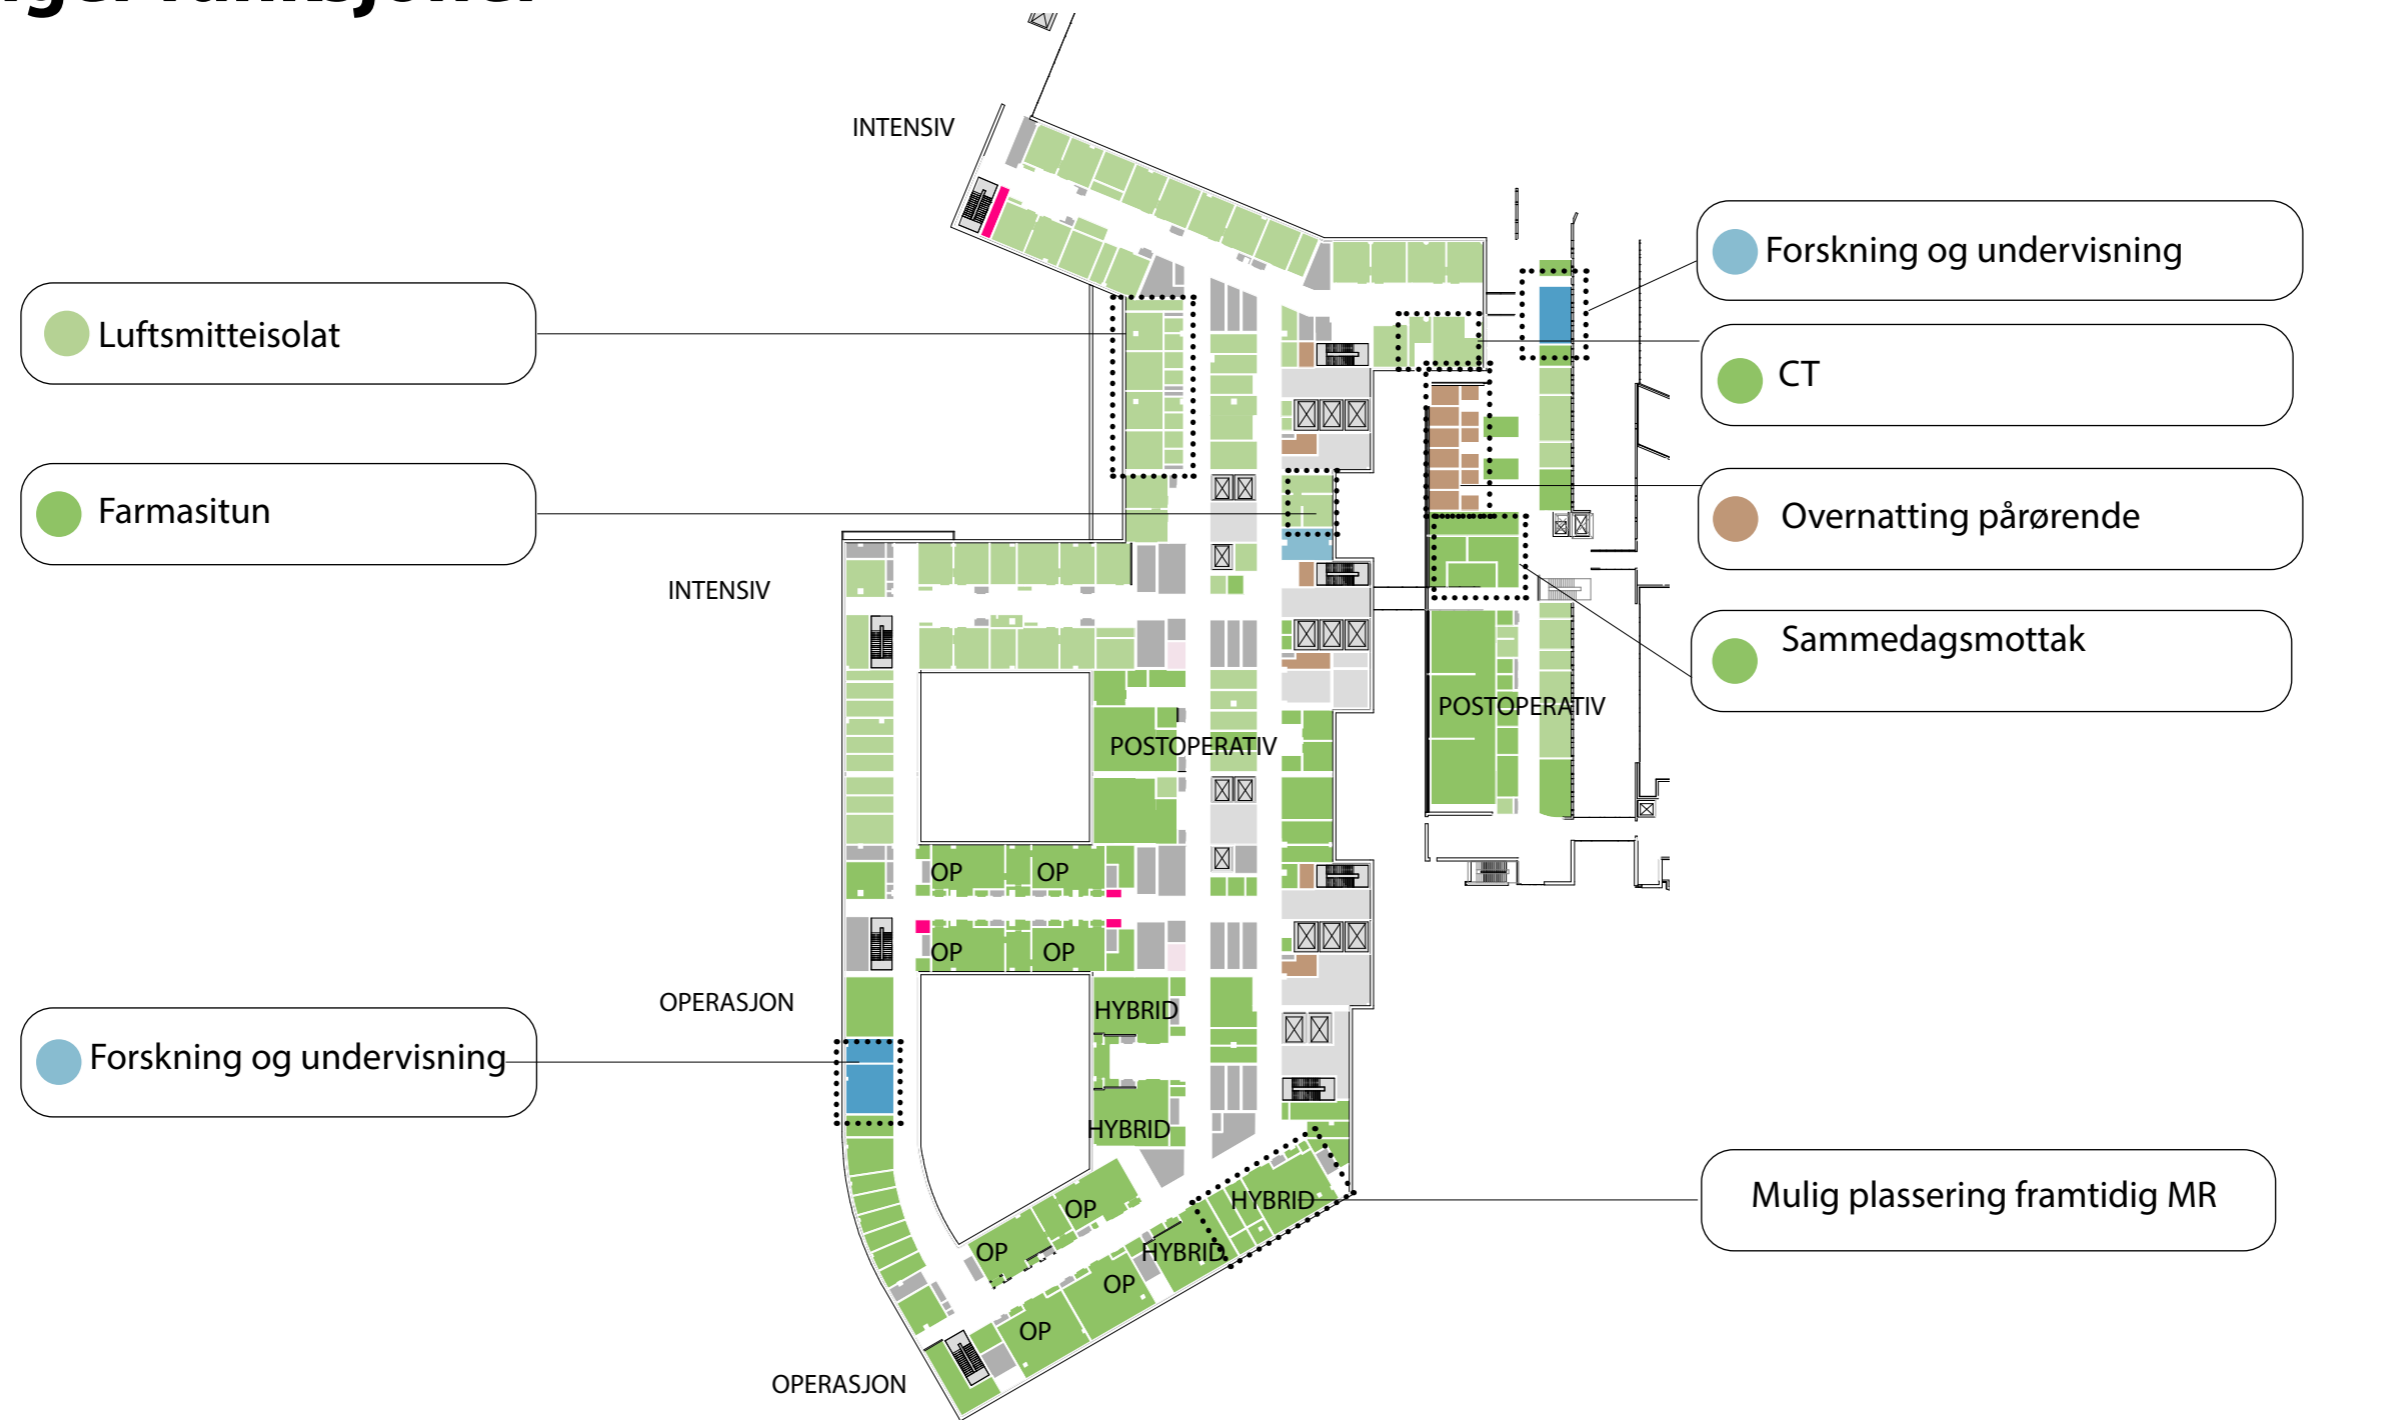 funksjoner
INTENSIV
Forskning og undervisning
Luftsmitteisolat
CT
Farmasitun
Overnatting pårørende
INTENSIV
Sammedagsmottak
POSTOPERATIV
POSTOPERATIV
OP OP
OP OP
OPERASJON
HYBRID
Forskning og undervisning
HYBRID
Mulig plassering framtidig MR
HYBRID
OP
OP
HYBRID
OP
OP
OPERASJON